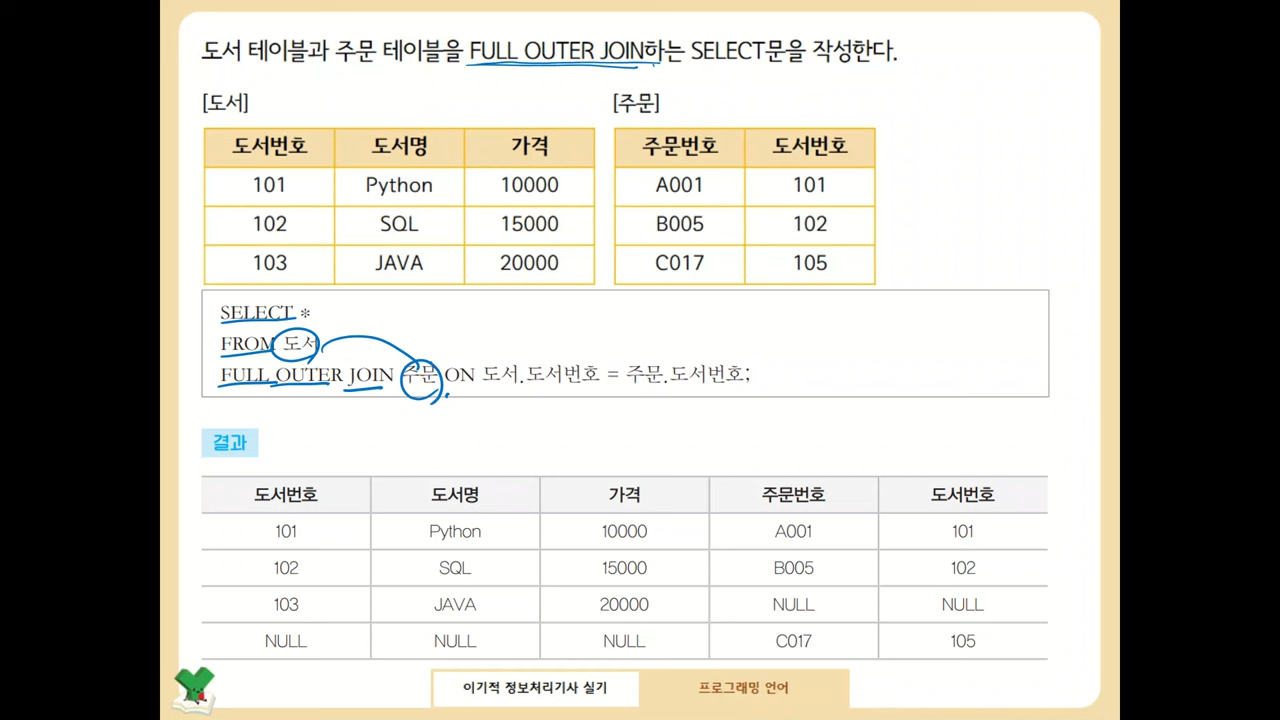 도서 테이블과 주문 테이블을 FULL OUTER JOIN하는 SELECT문을 작성한다.
[도서]
도서번호 도서명 가격
101 Python 10000
102 SQL 15000
103 JAVA 20000
[주문]
주문번호 도서번호
A001 101
B005 102
C017 105
SELECT *
FROM 도서
FULL OUTER JOIN 주문 ON 도서.도서번호 = 주문.도서번호;
결과
도서번호 도서명 가격 주문번호 도서번호
101 Python 10000 A001 101
102 SQL 15000 B005 102
103 JAVA 20000 NULL NULL
NULL NULL NULL C017 105
이기적 정보처리기사 실기 프로그래밍 언어